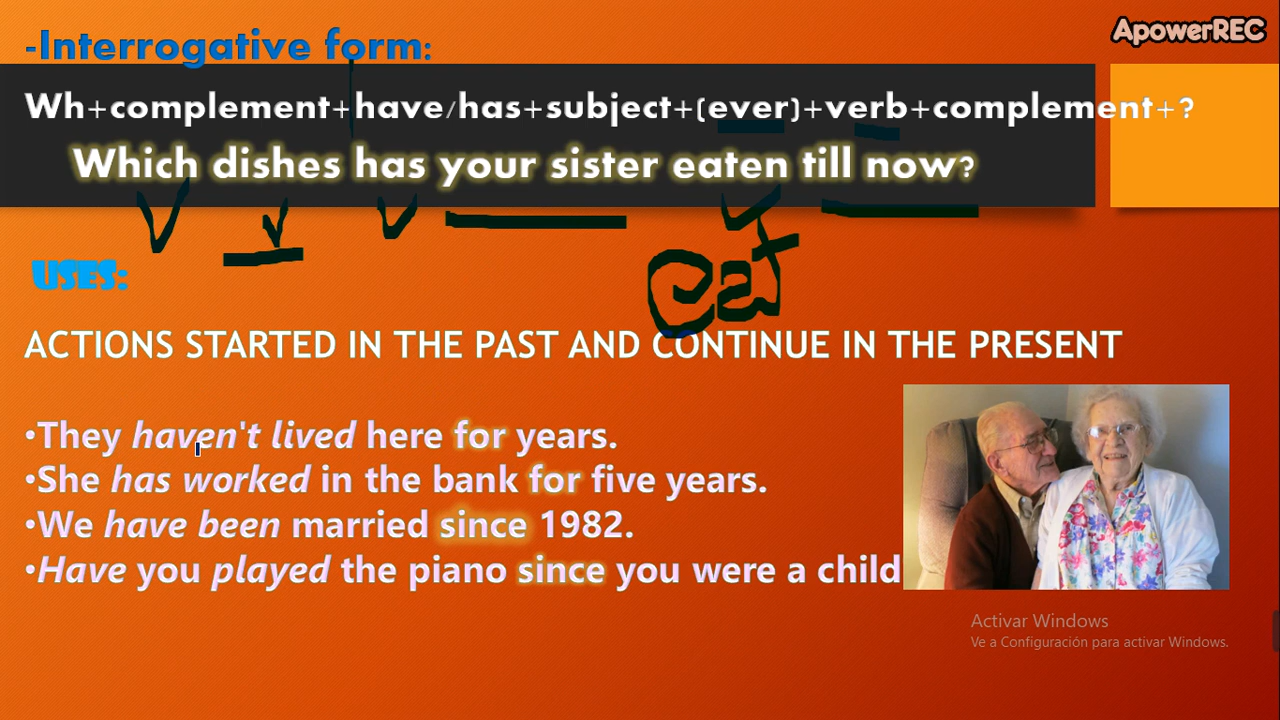 -Interrogative form:
ApowerREC
Wh+complement+have/has+subject+(ever)+verb+complement+?
Which dishes has your sister eaten till now?
eat
USES:
ACTIONS STARTED IN THE PAST AND CONTINUE IN THE PRESENT
•They haven't lived here for years.
•She has worked in the bank for five years.
•We have been married since 1982.
•Have you played the piano since you were a child
Activar Windows
Ve a Configuración para activar Windows.